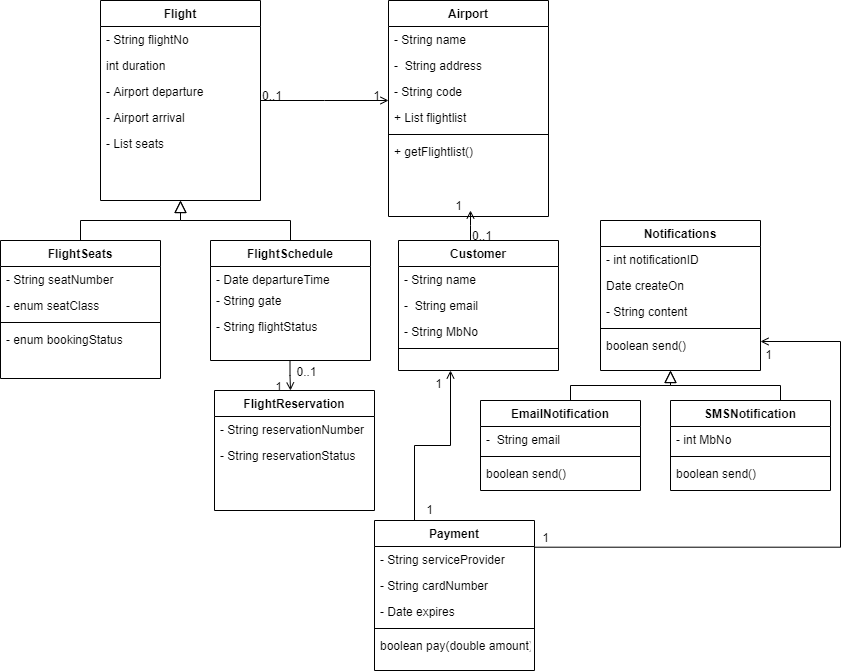 Flight
- String flightNo
int duration
- Airport departure
- Airport arrival
- List seats
0..1
1
Airport
- String name
-  String address
- String code
+ List flightlist
+ getFlightlist()
1
0..1
FlightSeats
- String seatNumber
- enum seatClass
- enum bookingStatus
FlightSchedule
- Date departureTime
- String gate
- String flightStatus
0..1
1
FlightReservation
- String reservationNumber
- String reservationStatus
Customer
- String name
-  String email
- String MbNo
1
Notifications
- int notificationID
Date createOn
- String content
boolean send()
1
EmailNotification
-  String email
boolean send()
SMSNotification
- int MbNo
boolean send()
1
Payment
1
- String serviceProvider
- String cardNumber
- Date expires
boolean pay(double amount)